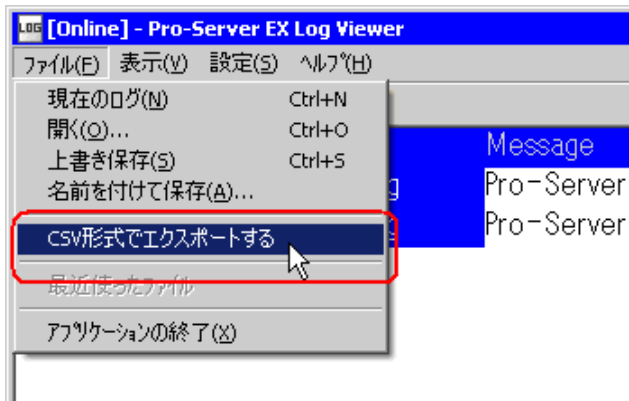 LOG [Online] - Pro-Server EX Log Viewer
ファイル(F) 表示(V) 設定(S) ヘルプ(H)
現在のログ(N) Ctrl+N
開く(O)... Ctrl+O
上書き保存(S) Ctrl+S
名前を付けて保存(A)...
CSV形式でエクスポートする
最近使ったファイル
アプリケーションの終了(X)
Message
Pro-Server
Pro-Server